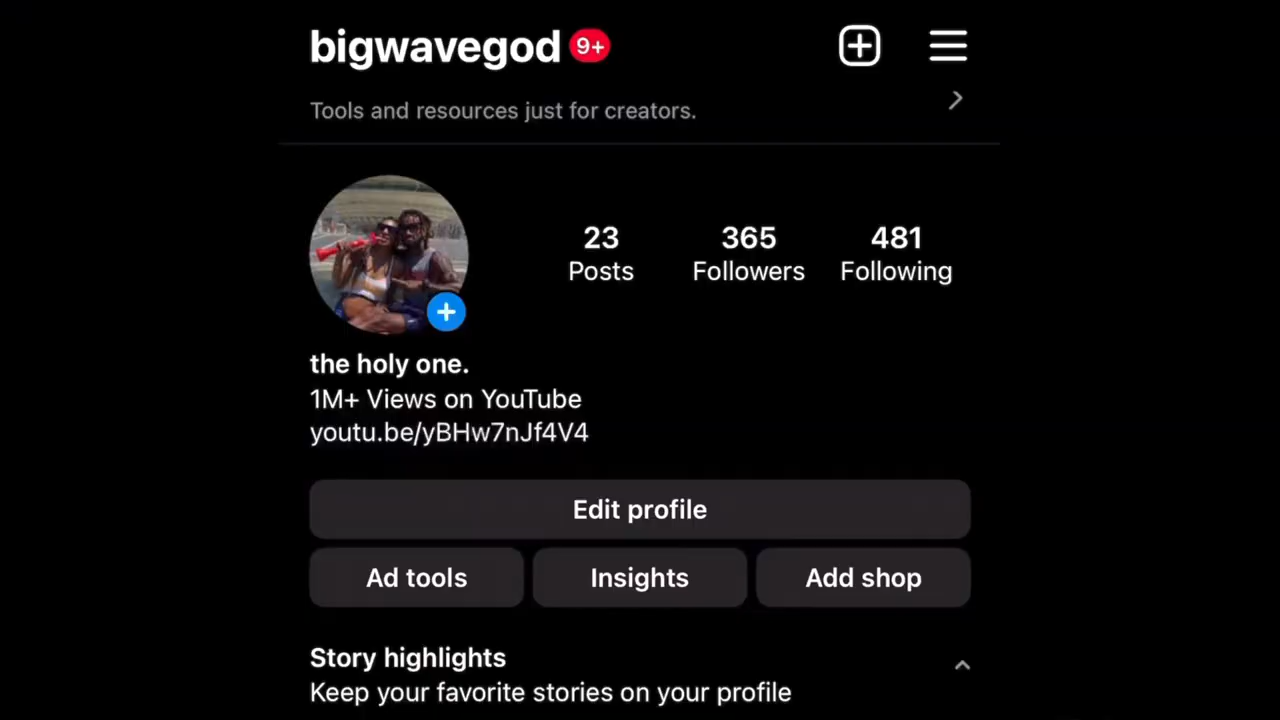 bigwavegod 9+
Tools and resources just for creators.
23 365 481
Posts Followers Following
the holy one.
1M+ Views on YouTube
youtu.be/yBHw7nJf4V4
Edit profile
Ad tools Insights Add shop
Story highlights
Keep your favorite stories on your profile